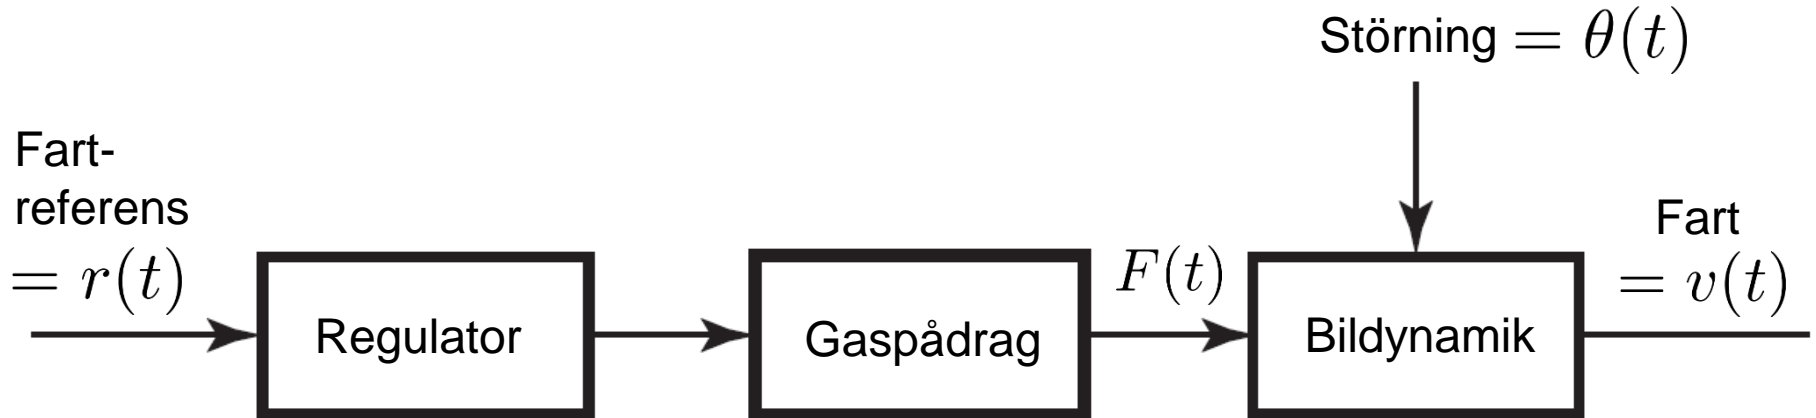 Störning = θ(t)
Fart-
referens
= r(t)
Regulator
Gaspådrag
F(t)
Bildynamik
Fart
= v(t)